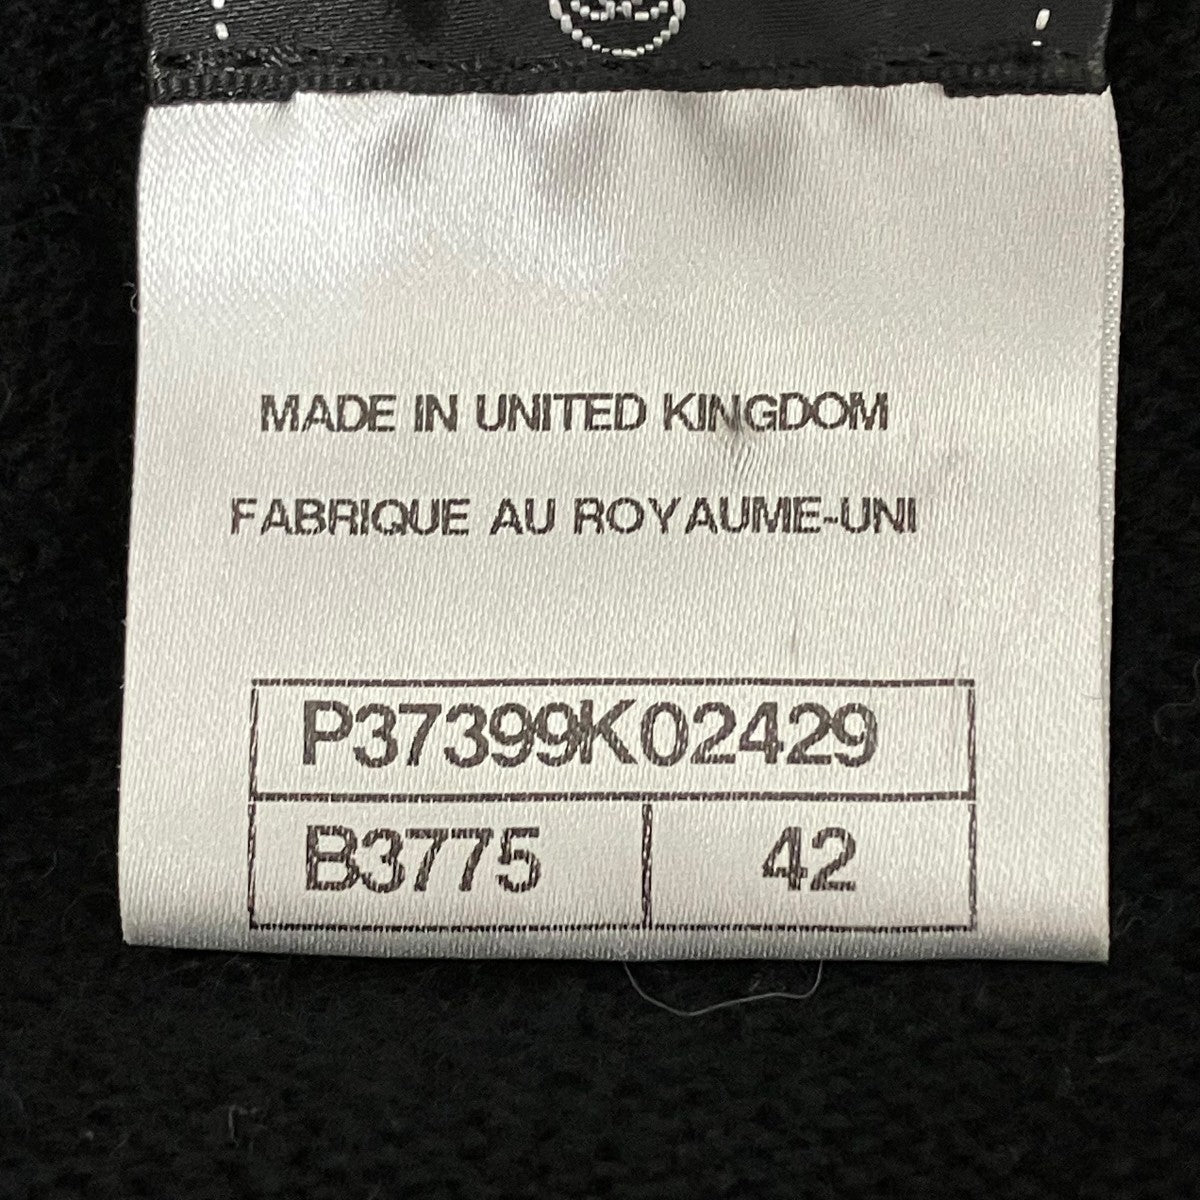 MADE IN UNITED KINGDOM
FABRIQUE AU ROYAUME-UNI
P37399K02429
B3775 42